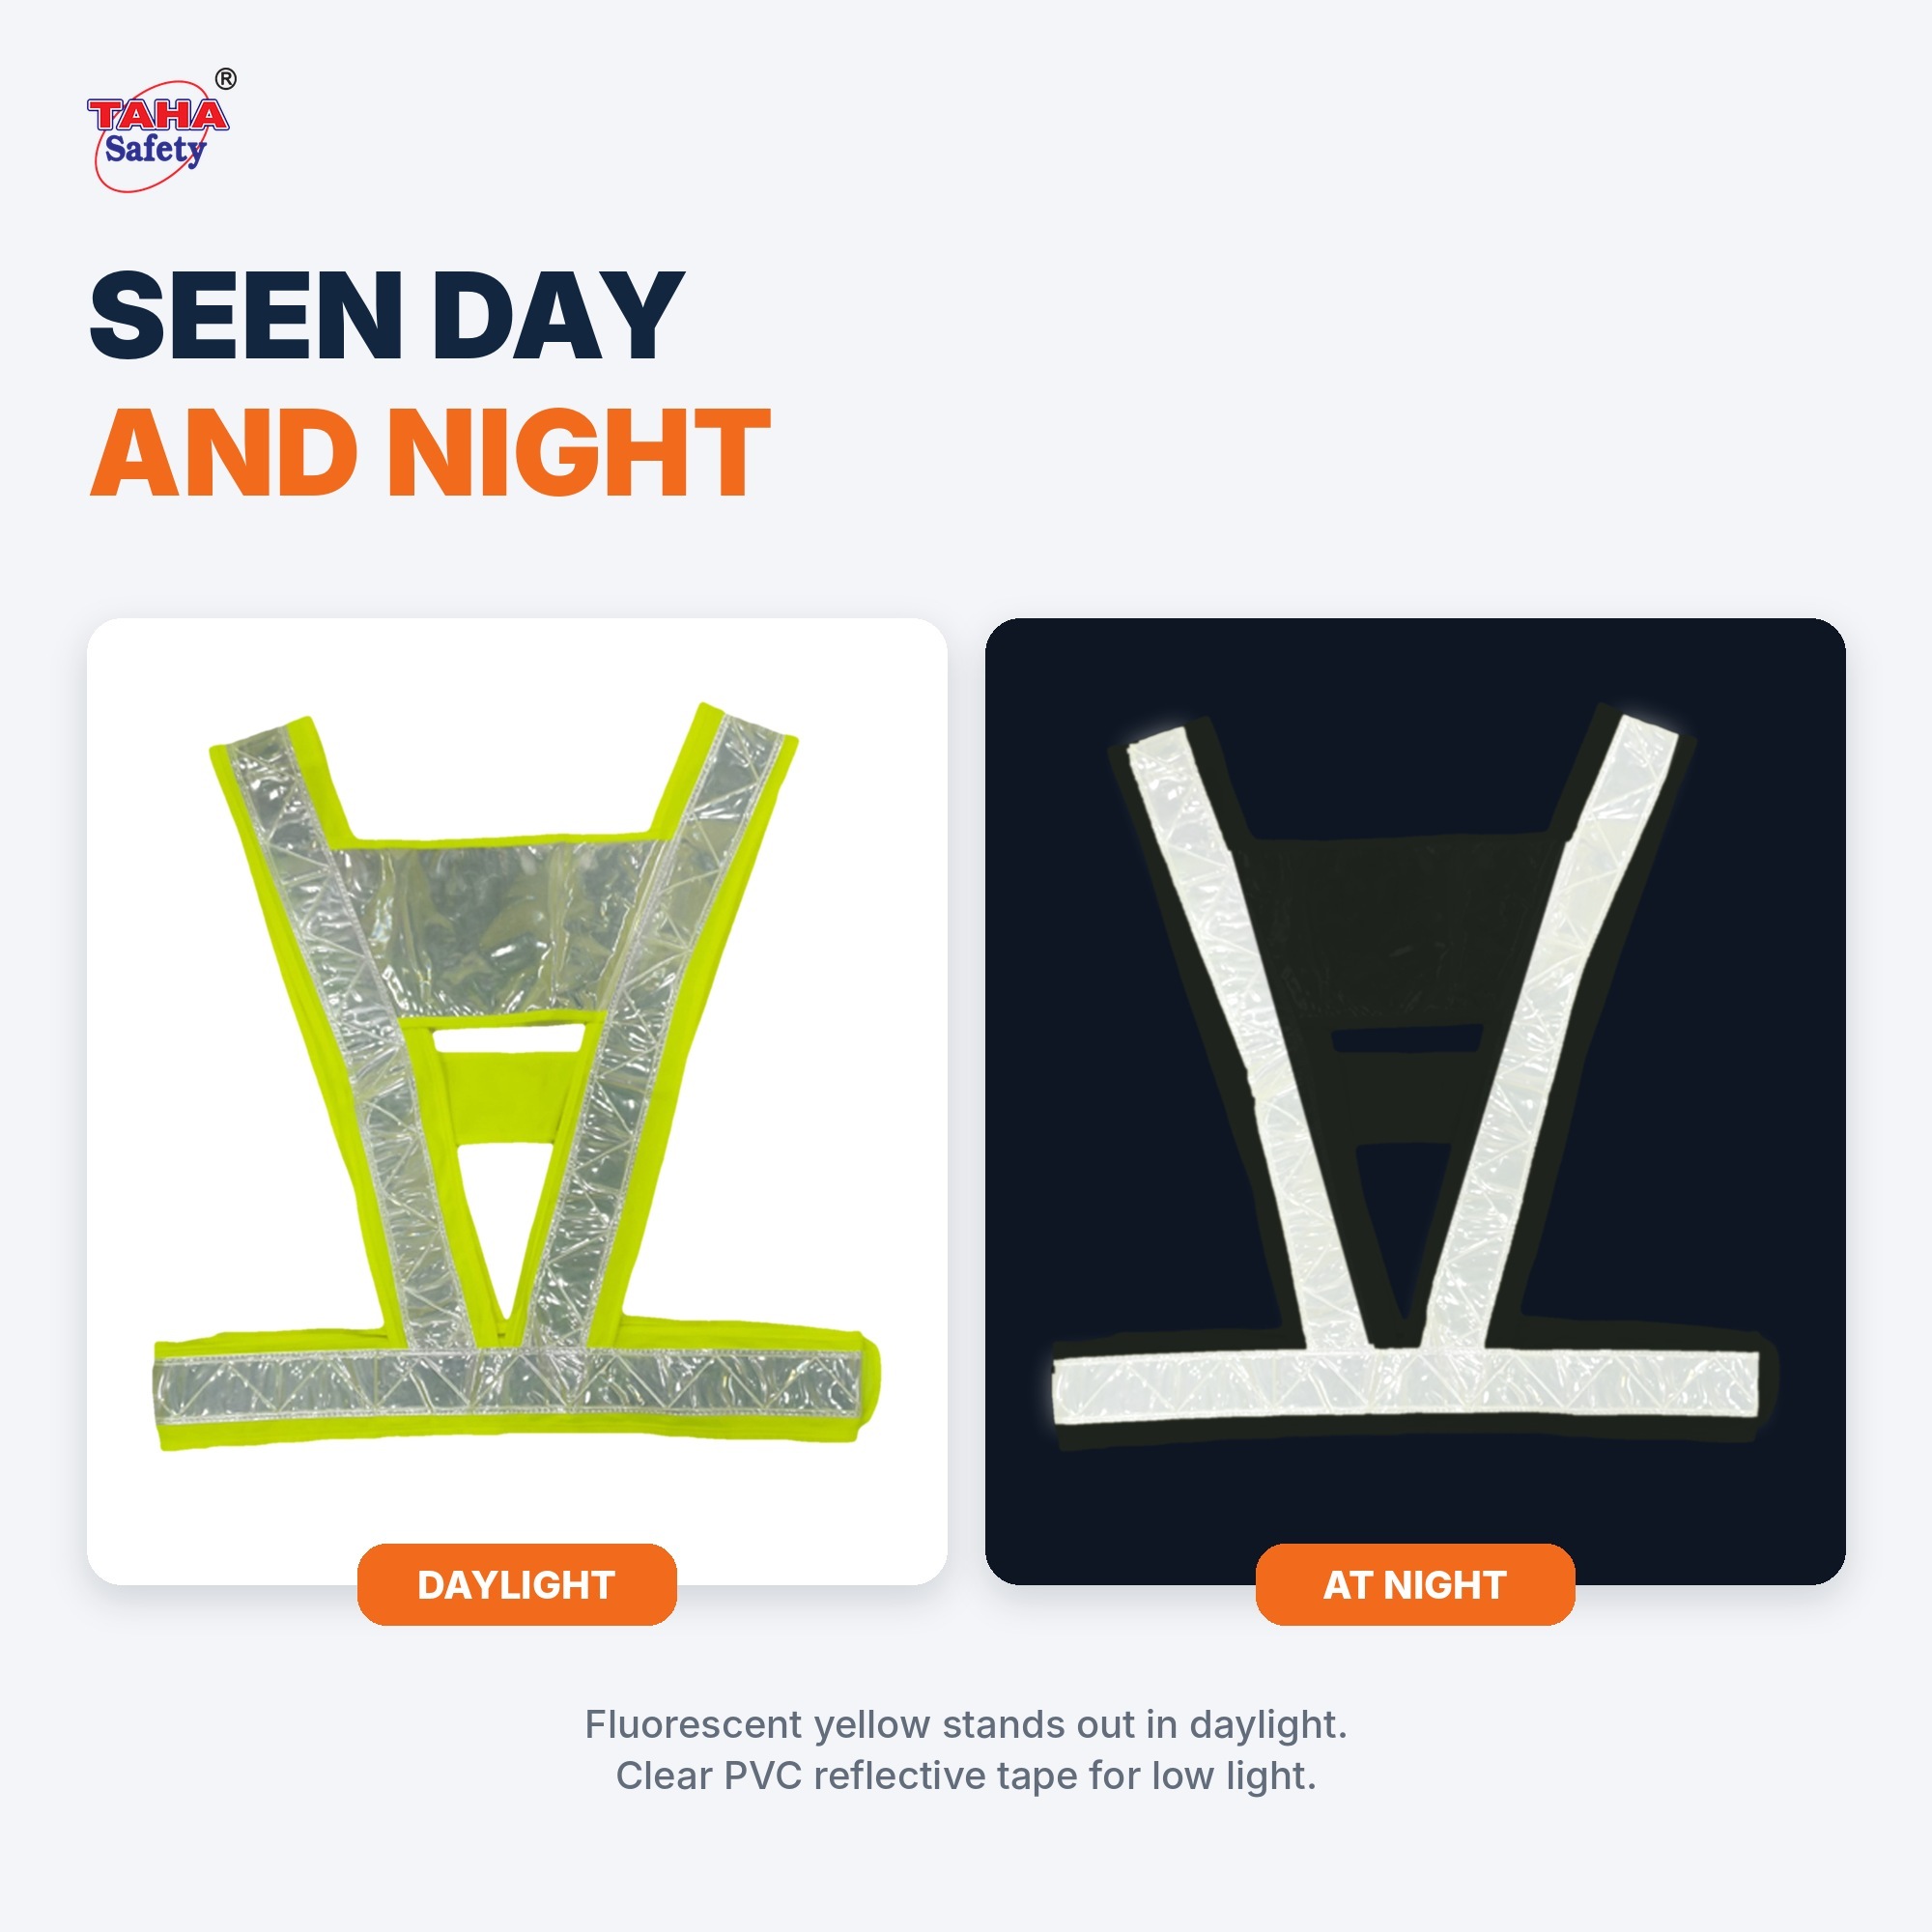 TAHA®
Safety
SEEN DAY
AND NIGHT
DAYLIGHT
AT NIGHT
Fluorescent yellow stands out in daylight.
Clear PVC reflective tape for low light.